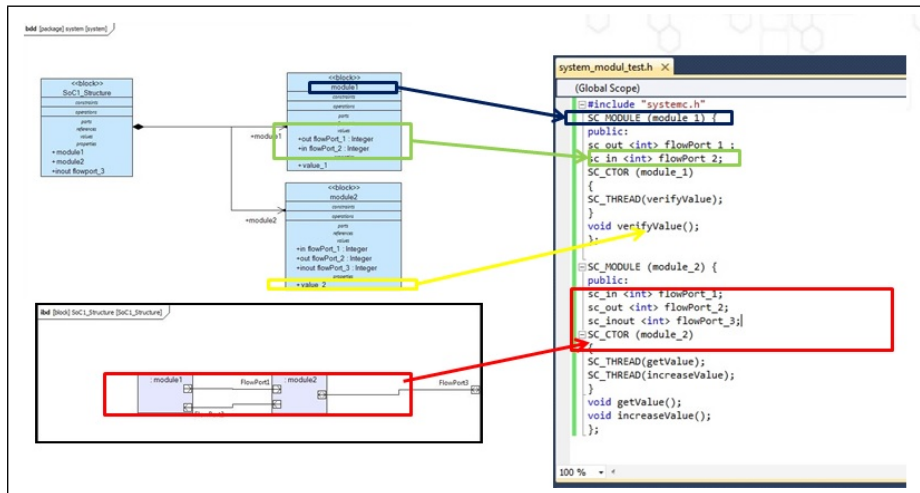 bdd [package] system [system]
<<block>>
SoC1_Structure
constraints
operations
parts
references
values
properties
+module1
+module2
+inout flowport_3
+module1
+module2
<<block>>
module1
constraints
operations
parts
values
+out flowPort_1 : Integer
+in flowPort_2 : Integer
+value_1
<<block>>
module2
constraints
operations
parts
references
values
+in flowPort_1 : Integer
+out flowPort_2 : Integer
+inout flowPort_3 : Integer
properties
+value_2
ibd [block] SoC1_Structure [SoC1_Structure]
: module1
FlowPort1
: module2
FlowPort3
system_modul_test.h ×
(Global Scope)
#include "systemc.h"
SC_MODULE (module_1) {
public:
sc_out <int> flowPort_1 ;
sc_in <int> flowPort_2;
SC_CTOR (module_1)
{
SC_THREAD(verifyValue);
}
void verifyValue();
};
SC_MODULE (module_2) {
public:
sc_in <int> flowPort_1;
sc_out <int> flowPort_2;
sc_inout <int> flowPort_3;
SC_CTOR (module_2)
{
SC_THREAD(getValue);
SC_THREAD(increaseValue);
}
void getValue();
void increaseValue();
};
100 %